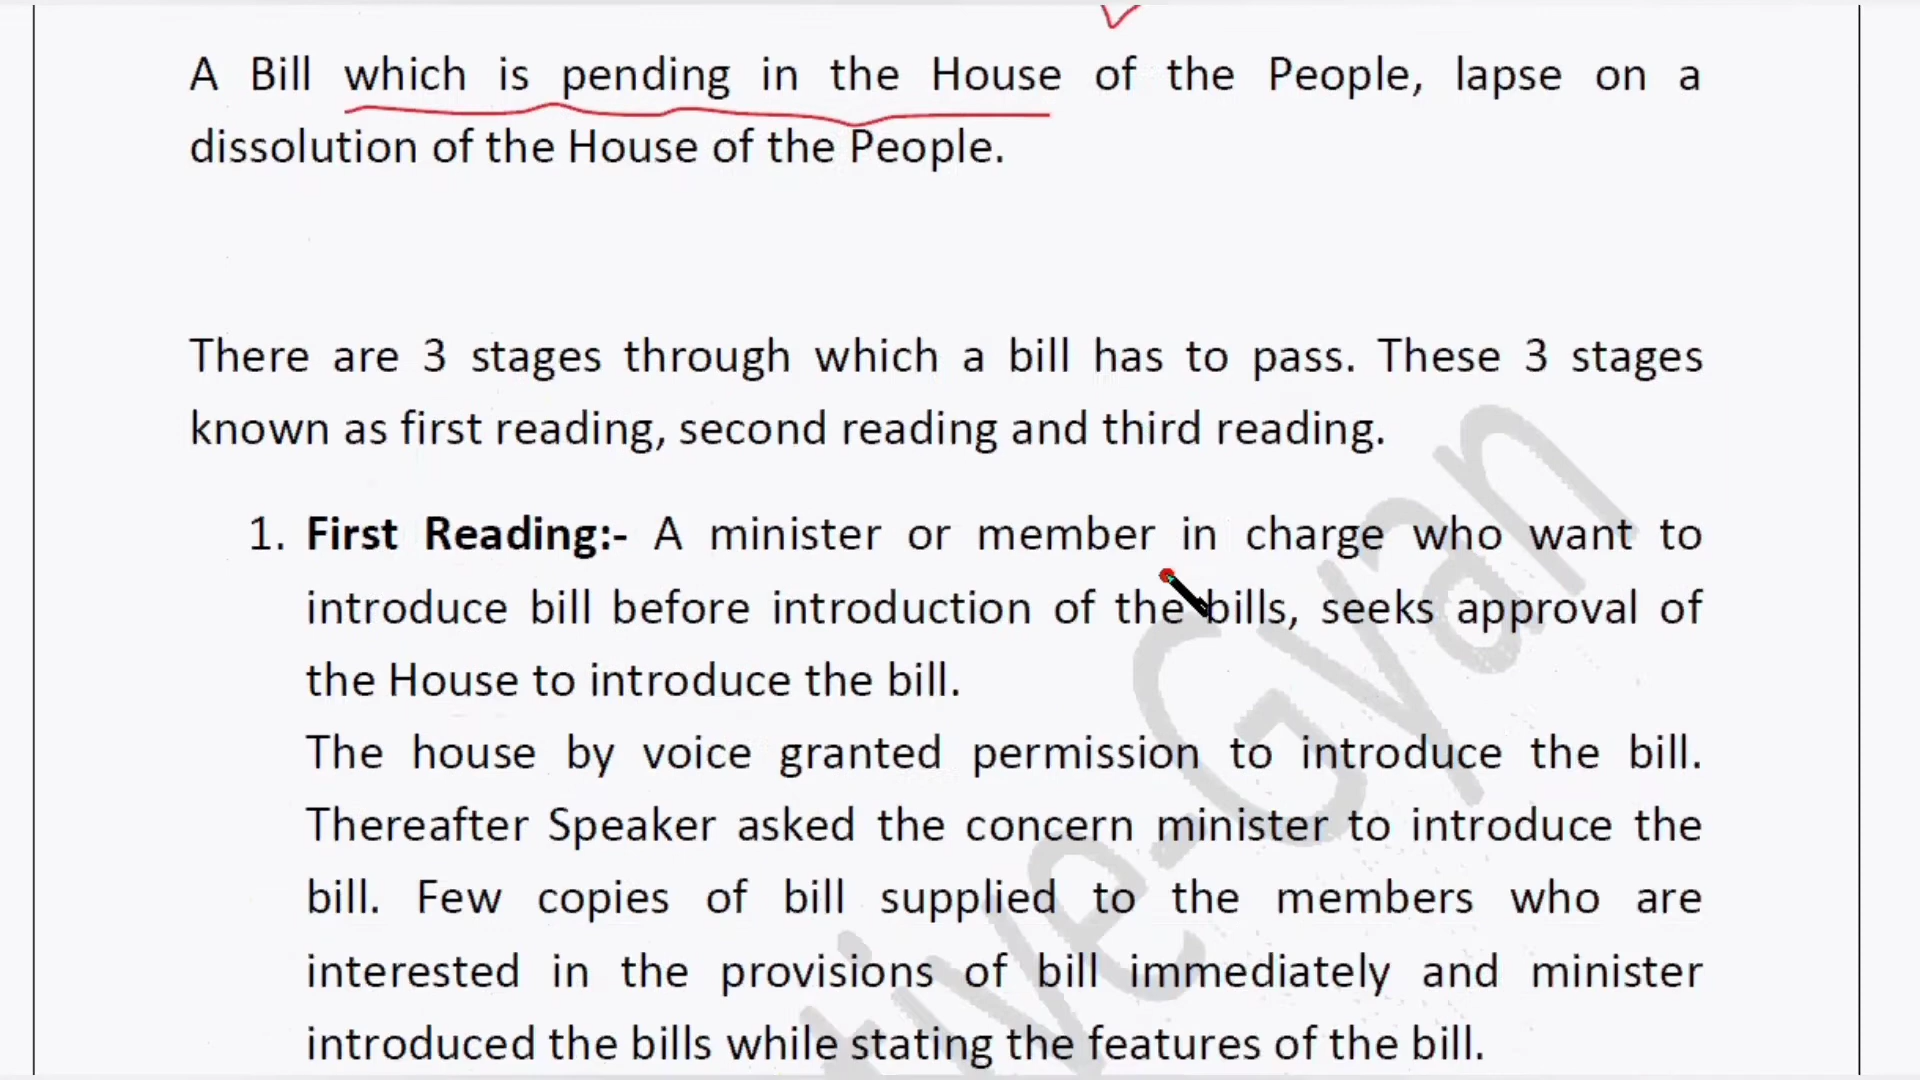 A Bill which is pending in the House of the People, lapse on a
dissolution of the House of the People.
There are 3 stages through which a bill has to pass. These 3 stages
known as first reading, second reading and third reading.
1. First Reading:- A minister or member in charge who want to
introduce bill before introduction of the bills, seeks approval of
the House to introduce the bill.
The house by voice granted permission to introduce the bill.
Thereafter Speaker asked the concern minister to introduce the
bill. Few copies of bill supplied to the members who are
interested in the provisions of bill immediately and minister
introduced the bills while stating the features of the bill.
tive-Gyan